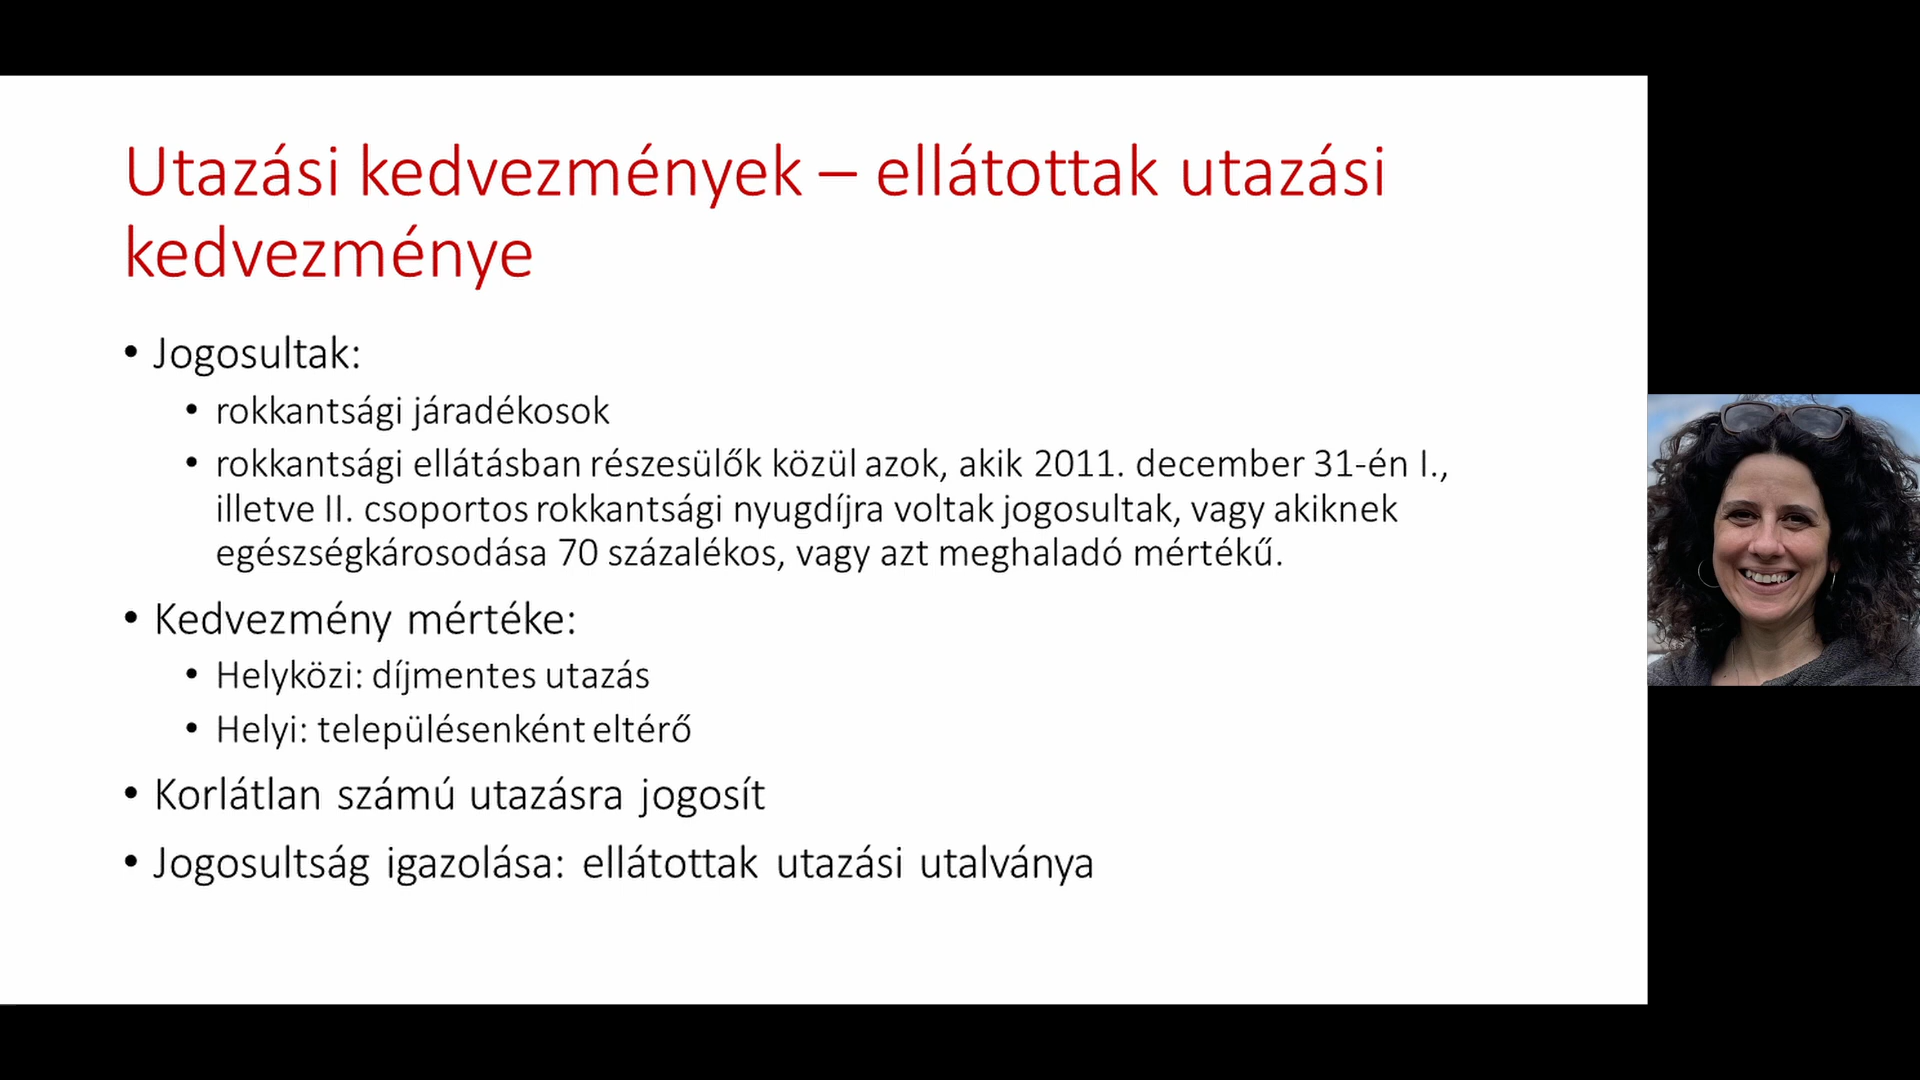 Utazási kedvezmények – ellátottak utazási
kedvezménye
• Jogosultak:
• rokkantsági járadékosok
• rokkantsági ellátásban részesülők közül azok, akik 2011. december 31-én I.,
illetve II. csoportos rokkantsági nyugdíjra voltak jogosultak, vagy akiknek
egészségkárosodása 70 százalékos, vagy azt meghaladó mértékű.
• Kedvezmény mértéke:
• Helyközi: díjmentes utazás
• Helyi: településenként eltérő
• Korlátlan számú utazásra jogosít
• Jogosultság igazolása: ellátottak utazási utalványa